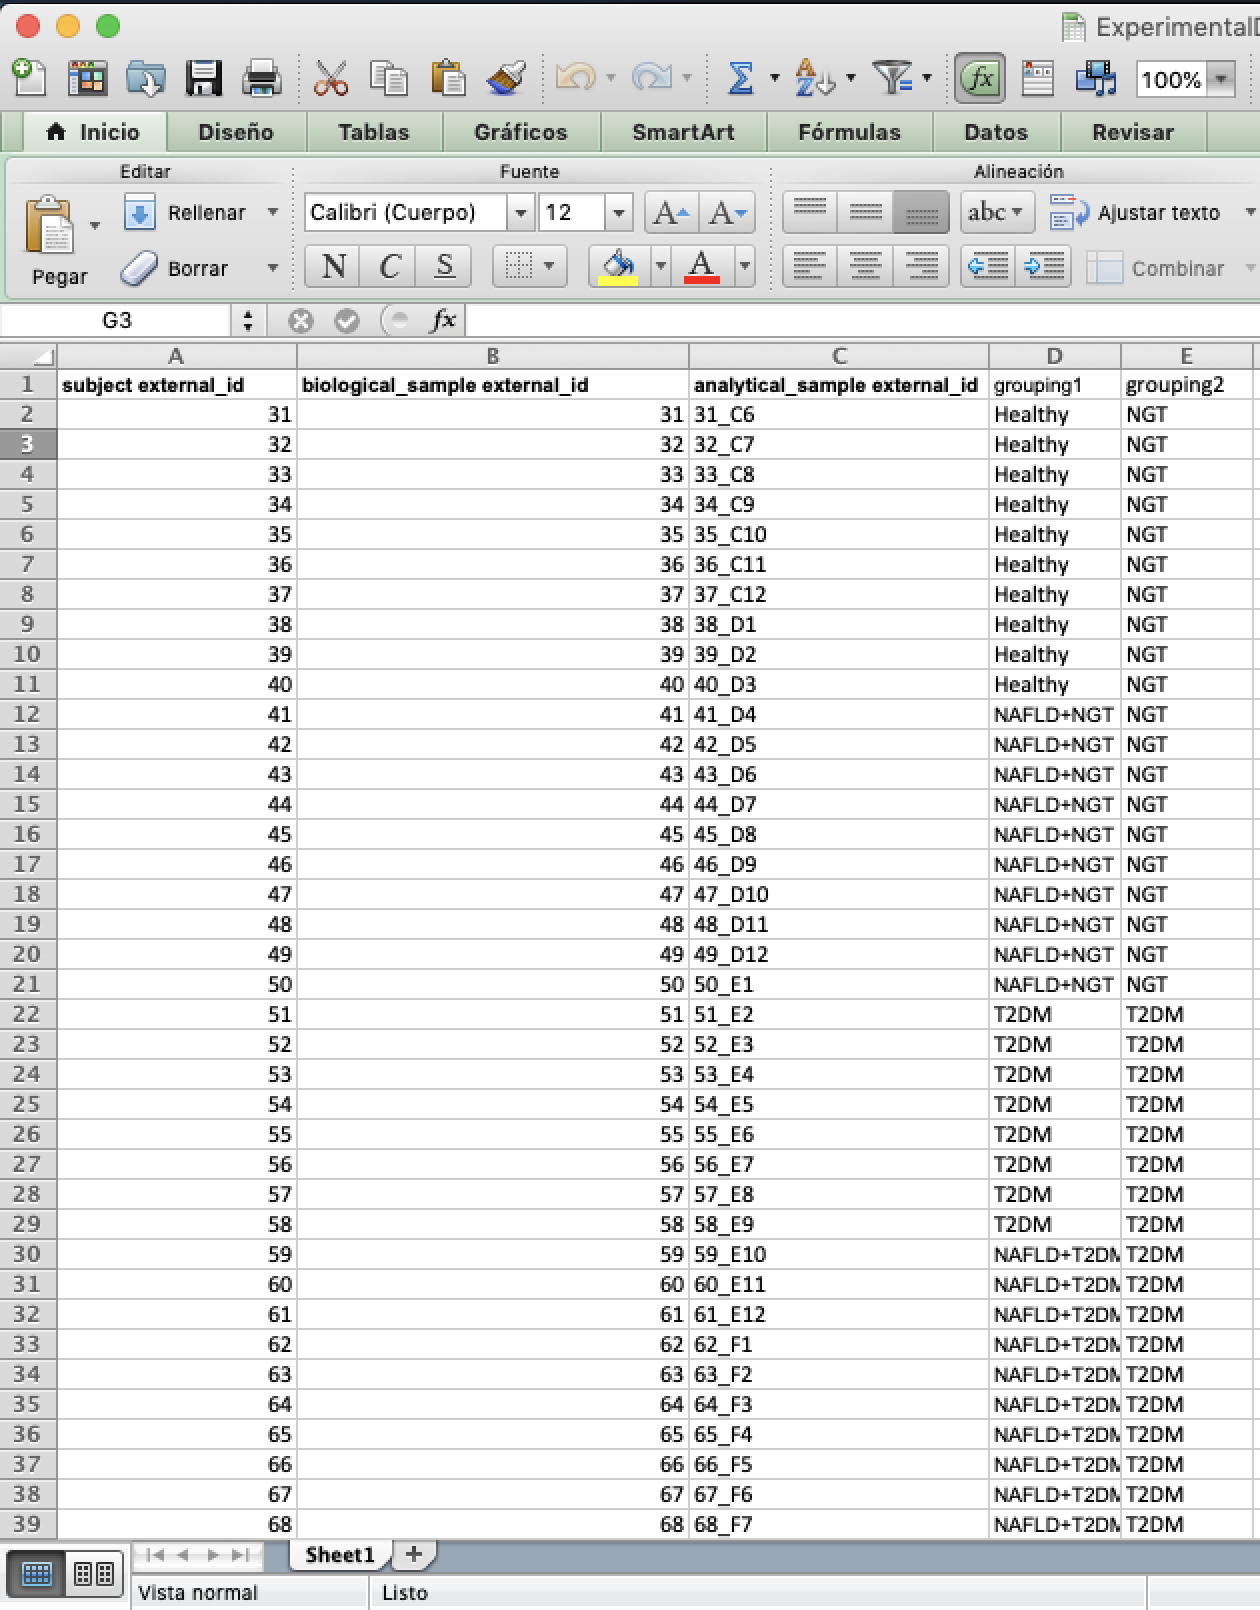 ExperimentalD
100%
Inicio Diseño Tablas Gráficos SmartArt Fórmulas Datos Revisar
Editar Fuente Alineación
Pegar Rellenar Borrar Calibri (Cuerpo) 12 A A abc Ajustar texto
N C S A Combinar
G3 fx
A B C D E
1 subject external_id biological_sample external_id analytical_sample external_id grouping1 grouping2
2 31 31 31_C6 Healthy NGT
3 32 32 32_C7 Healthy NGT
4 33 33 33_C8 Healthy NGT
5 34 34 34_C9 Healthy NGT
6 35 35 35_C10 Healthy NGT
7 36 36 36_C11 Healthy NGT
8 37 37 37_C12 Healthy NGT
9 38 38 38_D1 Healthy NGT
10 39 39 39_D2 Healthy NGT
11 40 40 40_D3 Healthy NGT
12 41 41 41_D4 NAFLD+NGT NGT
13 42 42 42_D5 NAFLD+NGT NGT
14 43 43 43_D6 NAFLD+NGT NGT
15 44 44 44_D7 NAFLD+NGT NGT
16 45 45 45_D8 NAFLD+NGT NGT
17 46 46 46_D9 NAFLD+NGT NGT
18 47 47 47_D10 NAFLD+NGT NGT
19 48 48 48_D11 NAFLD+NGT NGT
20 49 49 49_D12 NAFLD+NGT NGT
21 50 50 50_E1 NAFLD+NGT NGT
22 51 51 51_E2 T2DM T2DM
23 52 52 52_E3 T2DM T2DM
24 53 53 53_E4 T2DM T2DM
25 54 54 54_E5 T2DM T2DM
26 55 55 55_E6 T2DM T2DM
27 56 56 56_E7 T2DM T2DM
28 57 57 57_E8 T2DM T2DM
29 58 58 58_E9 T2DM T2DM
30 59 59 59_E10 NAFLD+T2DM T2DM
31 60 60 60_E11 NAFLD+T2DM T2DM
32 61 61 61_E12 NAFLD+T2DM T2DM
33 62 62 62_F1 NAFLD+T2DM T2DM
34 63 63 63_F2 NAFLD+T2DM T2DM
35 64 64 64_F3 NAFLD+T2DM T2DM
36 65 65 65_F4 NAFLD+T2DM T2DM
37 66 66 66_F5 NAFLD+T2DM T2DM
38 67 67 67_F6 NAFLD+T2DM T2DM
39 68 68 68_F7 NAFLD+T2DM T2DM
Sheet1
Vista normal Listo